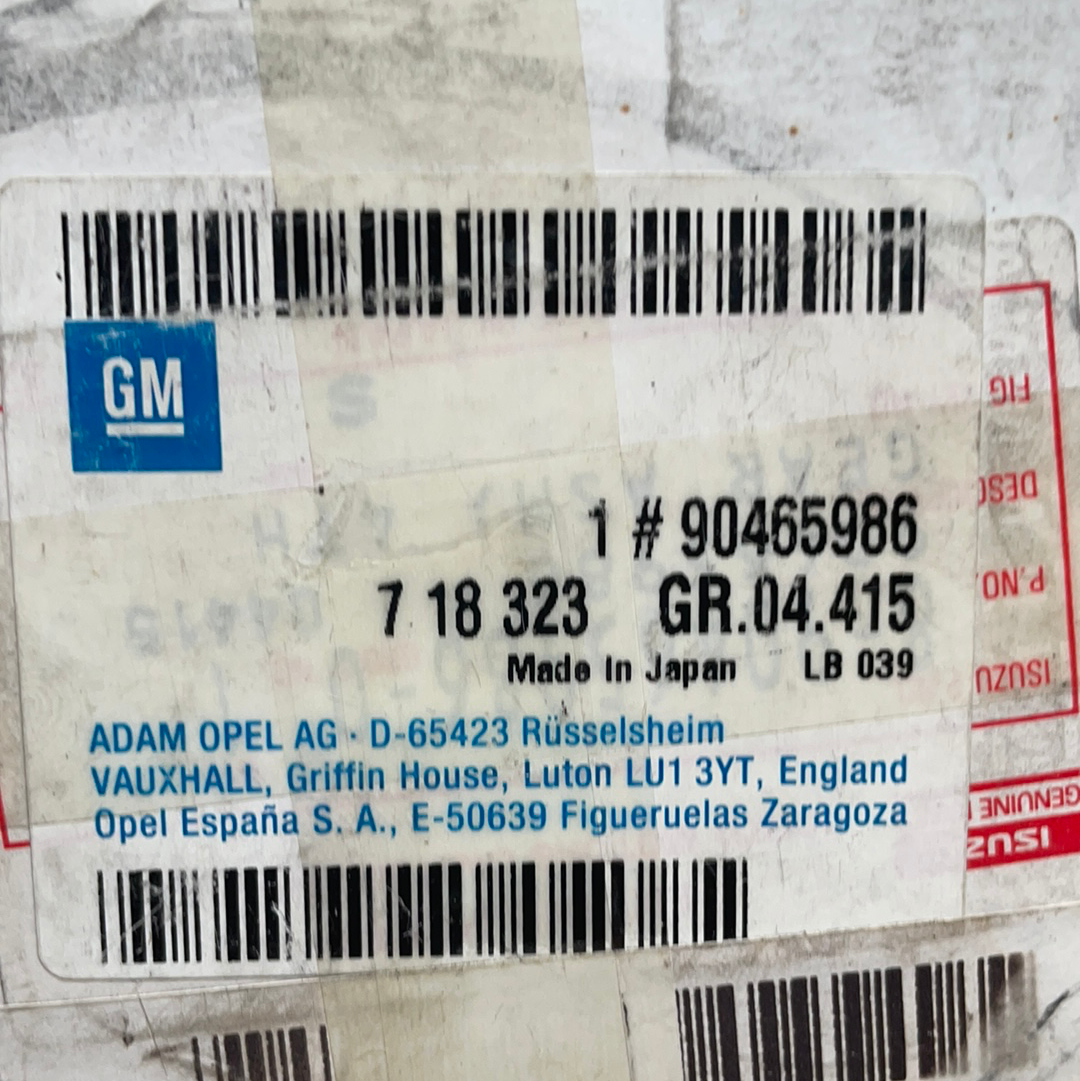 GM
1 # 90465986
7 18 323 GR.04.415
Made in Japan LB 039
ADAM OPEL AG · D-65423 Rüsselsheim
VAUXHALL, Griffin House, Luton LU1 3YT, England
Opel España S. A., E-50639 Figueruelas Zaragoza
FIG
DESC
P.NO.
ISUZU
GENUINE
ISUZ